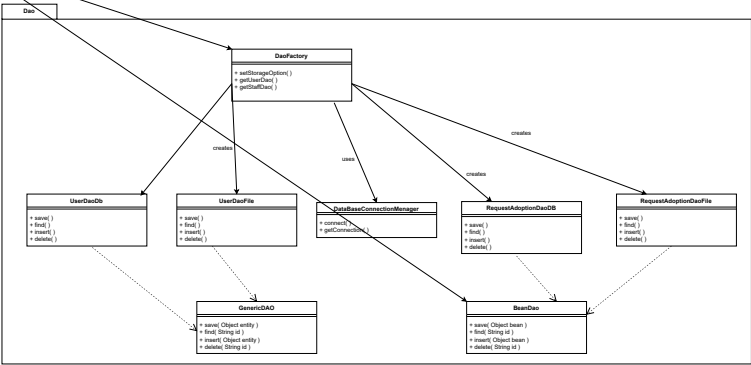 Dao
DaoFactory
+ setStorageOption( )
+ getUserDao( )
+ getStaffDao( )
creates
creates
uses
creates
UserDaoDb
+ save( )
+ find( )
+ insert( )
+ delete( )
UserDaoFile
+ save( )
+ find( )
+ insert( )
+ delete( )
DataBaseConnectionMenager
+ connect( )
+ getConnection( )
RequestAdoptionDaoDB
+ save( )
+ find( )
+ insert( )
+ delete( )
RequestAdoptionDaoFile
+ save( )
+ find( )
+ insert( )
+ delete( )
GenericDAO
+ save( Object entity )
+ find( String id )
+ insert( Object entity )
+ delete( String id )
BeanDao
+ save( Object bean )
+ find( String id )
+ insert( Object bean )
+ delete( String id )